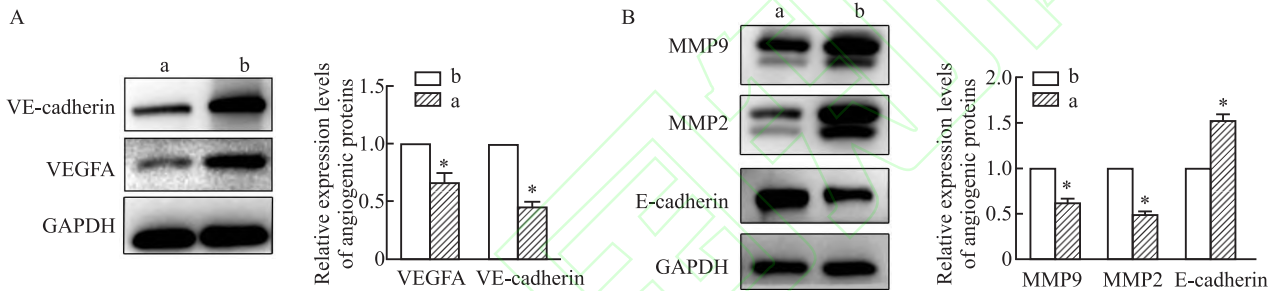 A
a b
VE-cadherin
VEGFA
GAPDH
Relative expression levels
of angiogenic proteins
1.5
1.0
0.5
0
b
a
*
*
VEGFA VE-cadherin
B
a b
MMP9
MMP2
E-cadherin
GAPDH
Relative expression levels
of angiogenic proteins
2.0
1.5
1.0
0.5
0
b
a
*
*
*
MMP9 MMP2 E-cadherin